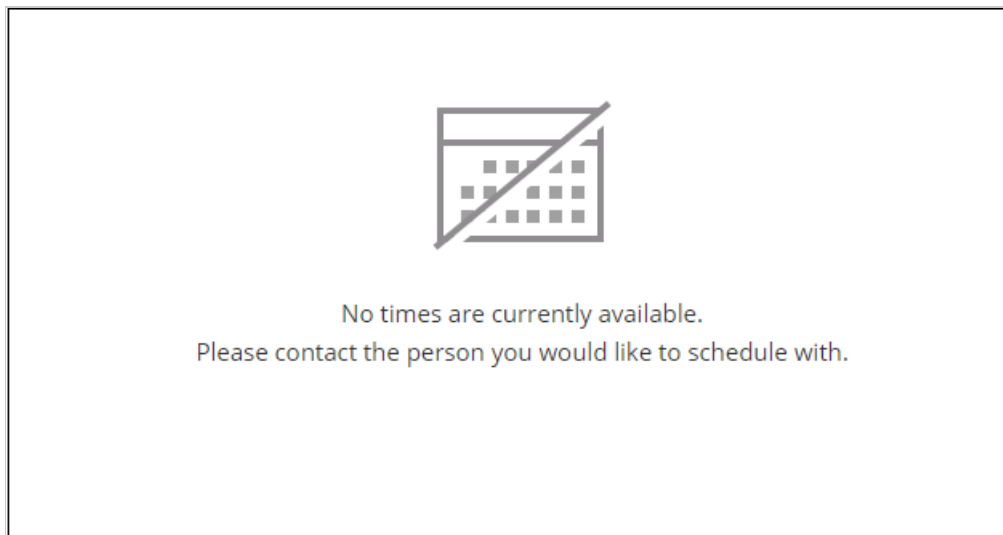 No times are currently available.
Please contact the person you would like to schedule with.